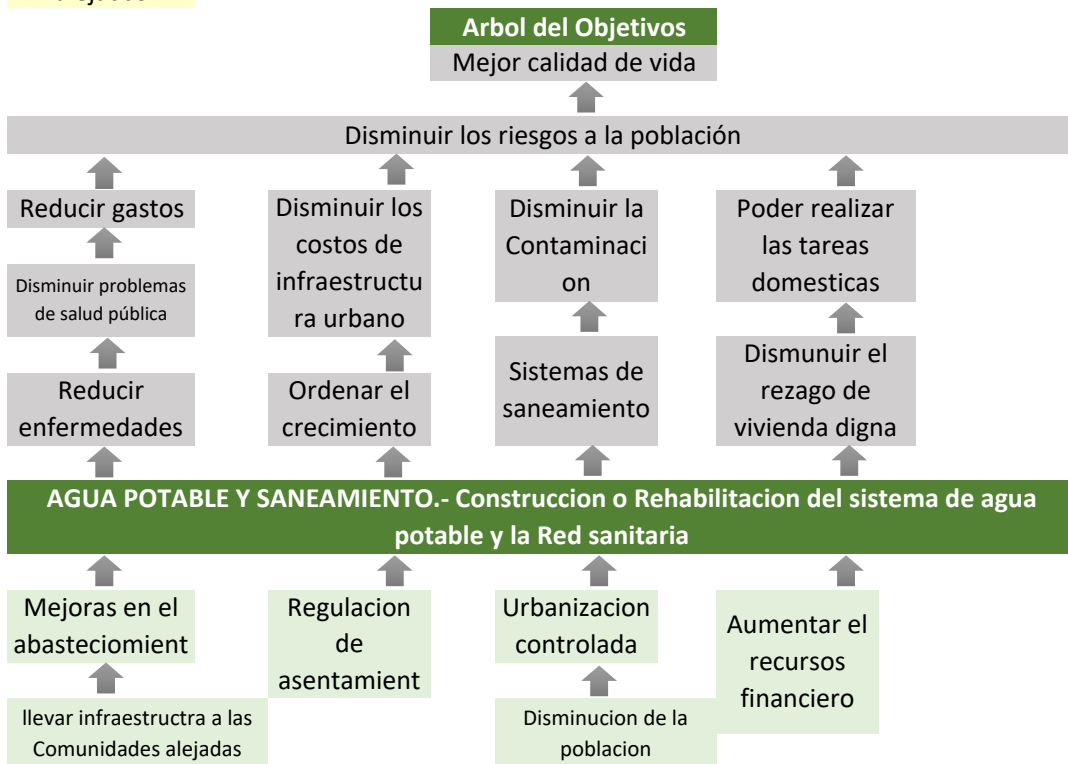 Arbol del Objetivos
Mejor calidad de vida
Disminuir los riesgos a la población
Reducir gastos
Disminuir los
costos de
infraestructu
ra urbano
Disminuir la
Contaminaci
on
Poder realizar
las tareas
domesticas
Disminuir problemas
de salud pública
Reducir
enfermedades
Ordenar el
crecimiento
Sistemas de
saneamiento
Dismunuir el
rezago de
vivienda digna
AGUA POTABLE Y SANEAMIENTO.- Construccion o Rehabilitacion del sistema de agua
potable y la Red sanitaria
Mejoras en el
abasteciomient
Regulacion
de
asentamient
Urbanizacion
controlada
Aumentar el
recursos
financiero
llevar infraestructra a las
Comunidades alejadas
Disminucion de la
poblacion